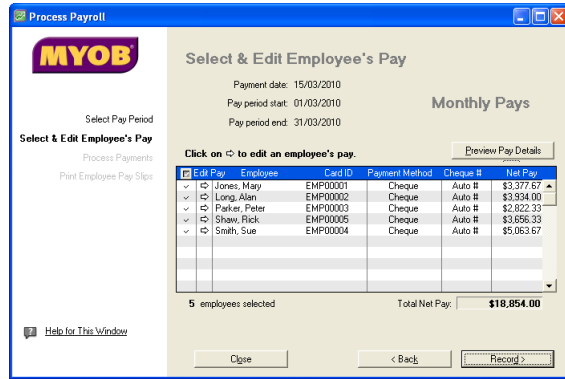 Process Payroll
MYOB
Select Pay Period
Select & Edit Employee's Pay
Process Payments
Print Employee Pay Slips
Help for This Window
Select & Edit Employee's Pay
Payment date: 15/03/2010
Pay period start: 01/03/2010
Pay period end: 31/03/2010
Monthly Pays
Click on ⇨ to edit an employee's pay.
Preview Pay Details
Edit Pay Employee Card ID Payment Method Cheque # Net Pay
Jones, Mary EMP00001 Cheque Auto # $3,377.67
Long, Alan EMP00002 Cheque Auto # $3,934.00
Parker, Peter EMP00003 Cheque Auto # $2,822.33
Shaw, Rick EMP00005 Cheque Auto # $3,656.33
Smith, Sue EMP00004 Cheque Auto # $5,063.67
5 employees selected
Total Net Pay: $18,854.00
Close
< Back
Record >